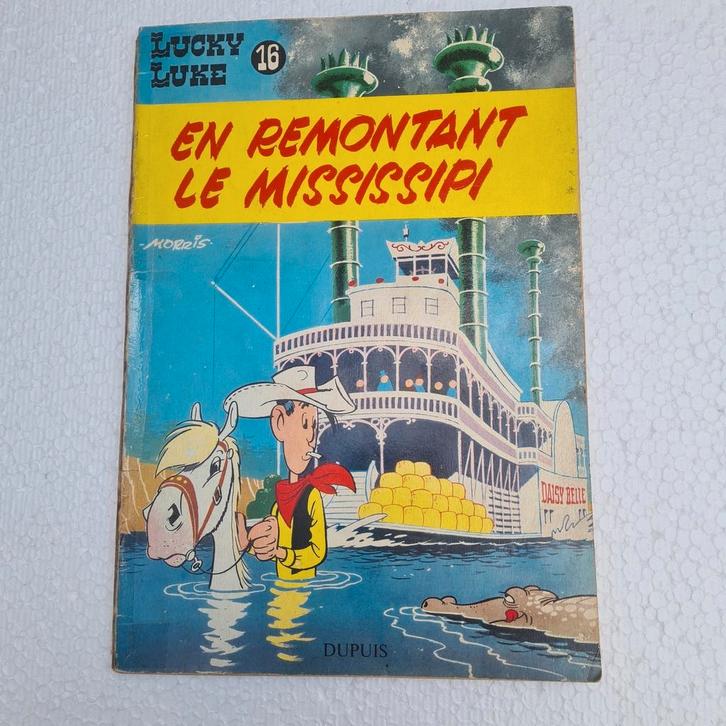 LUCKY
LUKE
16
EN REMONTANT
LE MISSISSIPI
-MORRIS-
DAISY BELLE
DUPUIS